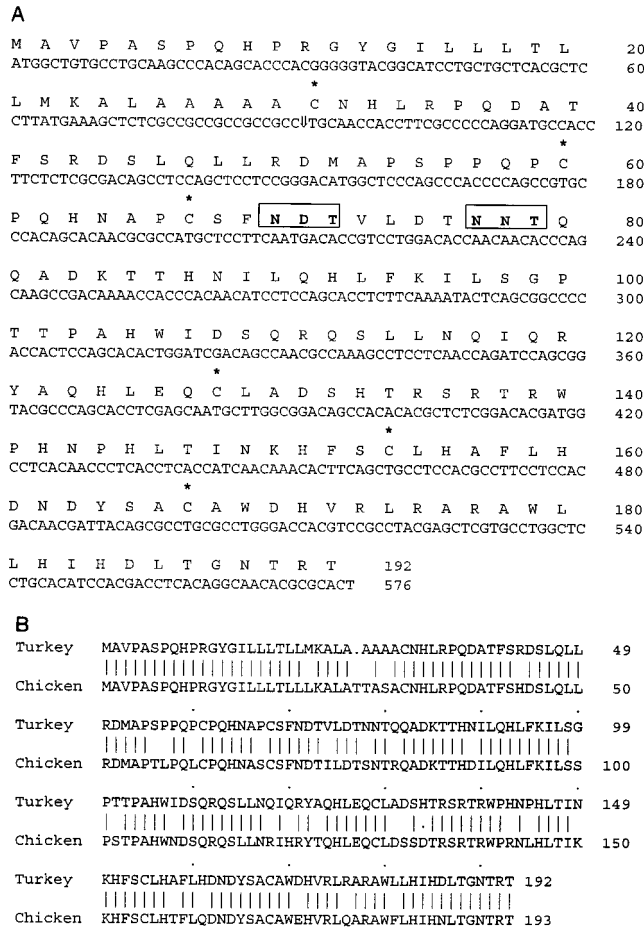 A
M A V P A S P Q H P R G Y G I L L L T L 20
ATGGCTGTGCCTGCAAGCCCACAGCACCCACGGGGGTACGGCATCCTGCTGCTCACGCTC 60
*
L M K A L A A A A A C N H L R P Q D A T 40
CTTATGAAAGCTCTCGCCGCCGCCGCCGCC⇓TGCAACCACCTTCGCCCCCAGGATGCCACC 120
*
F S R D S L Q L L R D M A P S P P Q P C 60
TTCTCTCGCGACAGCCTCCAGCTCCTCCGGGACATGGCTCCCAGCCCACCCCAGCCGTGC 180
*
P Q H N A P C S F N D T V L D T N N T Q 80
CCACAGCACAACGCGCCATGCTCCTTCAATGACACCGTCCTGGACACCAACAACACCCAG 240
Q A D K T T H N I L Q H L F K I L S G P 100
CAAGCCGACAAAACCACCCACAACATCCTCCAGCACCTCTTCAAAATACTCAGCGGCCCC 300
T T P A H W I D S Q R Q S L L N Q I Q R 120
ACCACTCCAGCACACTGGATCGACAGCCAACGCCAAAGCCTCCTCAACCAGATCCAGCGG 360
*
Y A Q H L E Q C L A D S H T R S R T R W 140
TACGCCCAGCACCTCGAGCAATGCTTGGCGGACAGCCACACACGCTCTCGGACACGATGG 420
*
P H N P H L T I N K H F S C L H A F L H 160
CCTCACAACCCTCACCTCACCATCAACAAACACTTCAGCTGCCTCCACGCCTTCCTCCAC 480
*
D N D Y S A C A W D H V R L R A R A W L 180
GACAACGATTACAGCGCCTGCGCCTGGGACCACGTCCGCCTACGAGCTCGTGCCTGGCTC 540
L H I H D L T G N T R T 192
CTGCACATCCACGACCTCACAGGCAACACGCGCACT 576
B
Turkey MAVPASPQHPRGYGILLLTLLMKALA.AAAACNHLRPQDATFSRDSLQLL 49
Chicken MAVPASPQHPRGYGILLLTLLLKALATTASACNHLRPQDATFSHDSLQLL 50
Turkey RDMAPSPPQPCPQHNAPCSFNDTVLDTNNTQQADKTTHNILQHLFKILSG 99
Chicken RDMAPTLPQLCPQHNASCSFNDTILDTSNTRQADKTTHDILQHLFKILSS 100
Turkey PTTPAHWIDSQRQSLLNQIQRYAQHLEQCLADSHTRSRTRWPHNPHLTIN 149
Chicken PSTPAHWNDSQRQSLLNRIHRYTQHLEQCLDSSDTRSRTRWPRNLHLTIK 150
Turkey KHFSCLHAFLHDNDYSACAWDHVRLRARAWLLHIHDLTGNTRT 192
Chicken KHFSCLHTFLQDNDYSACAWEHVRLQARAWFLHIHNLTGNTRT 193